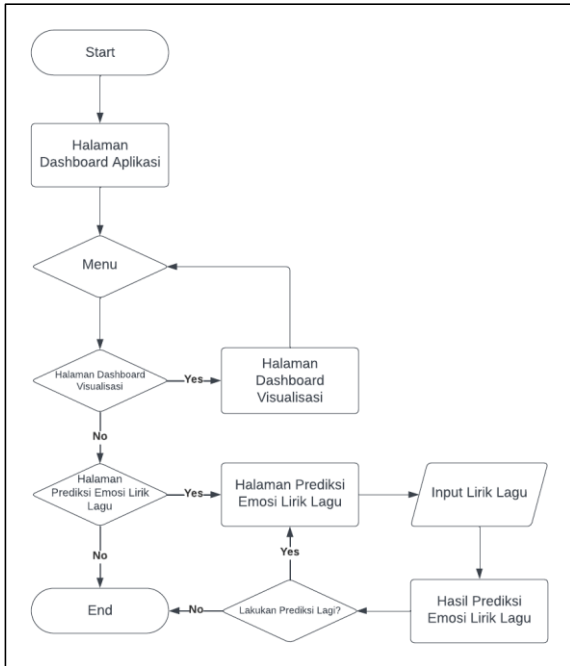 Start
Halaman
Dashboard Aplikasi
Menu
Halaman Dashboard
Visualisasi
Yes
Halaman
Dashboard
Visualisasi
No
Halaman
Prediksi Emosi Lirik
Lagu
Yes
Halaman Prediksi
Emosi Lirik Lagu
Input Lirik Lagu
No
Yes
End
No
Lakukan Prediksi Lagi?
Hasil Prediksi
Emosi Lirik Lagu